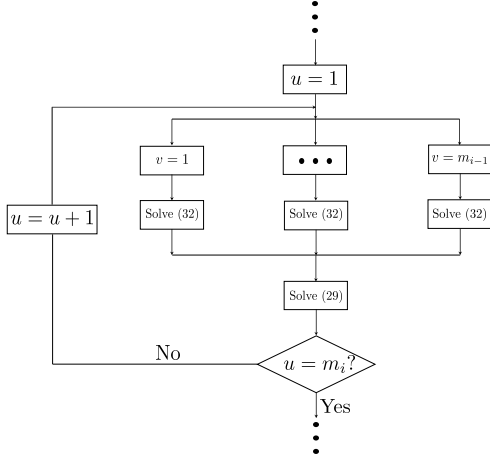 u = 1
v = 1
v = m_{i-1}
Solve (32)
Solve (32)
Solve (32)
u = u + 1
Solve (29)
No
u = m_i?
Yes